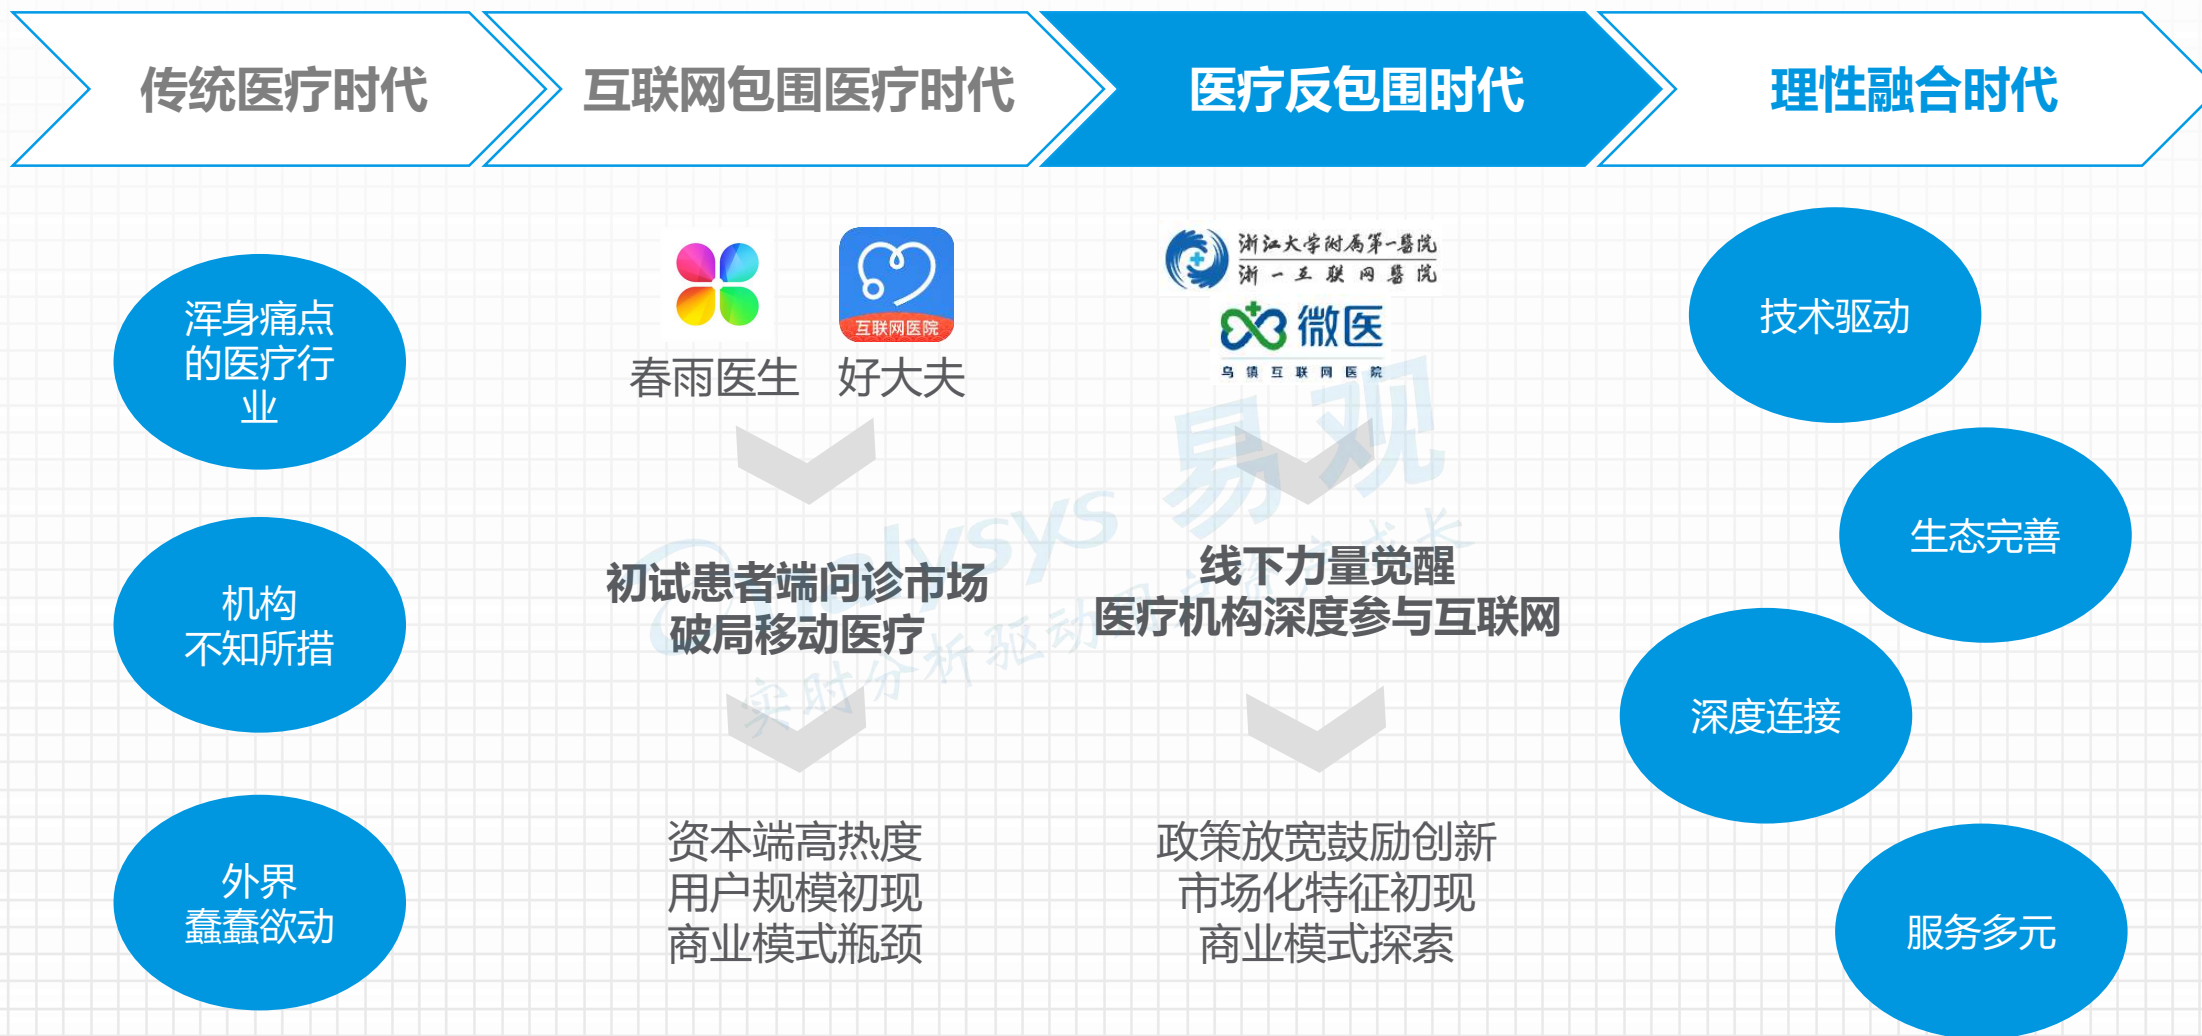 传统医疗时代
互联网包围医疗时代
医疗反包围时代
理性融合时代
浑身痛点
的医疗行
业
机构
不知所措
外界
蠢蠢欲动
互联网医院
春雨医生
好大夫
初试患者端问诊市场
破局移动医疗
资本端高热度
用户规模初现
商业模式瓶颈
浙江大学附属第一醫院
浙一互联网醫院
微医
乌镇互联网医院
线下力量觉醒
医疗机构深度参与互联网
政策放宽鼓励创新
市场化特征初现
商业模式探索
技术驱动
生态完善
深度连接
服务多元
analysys 易观